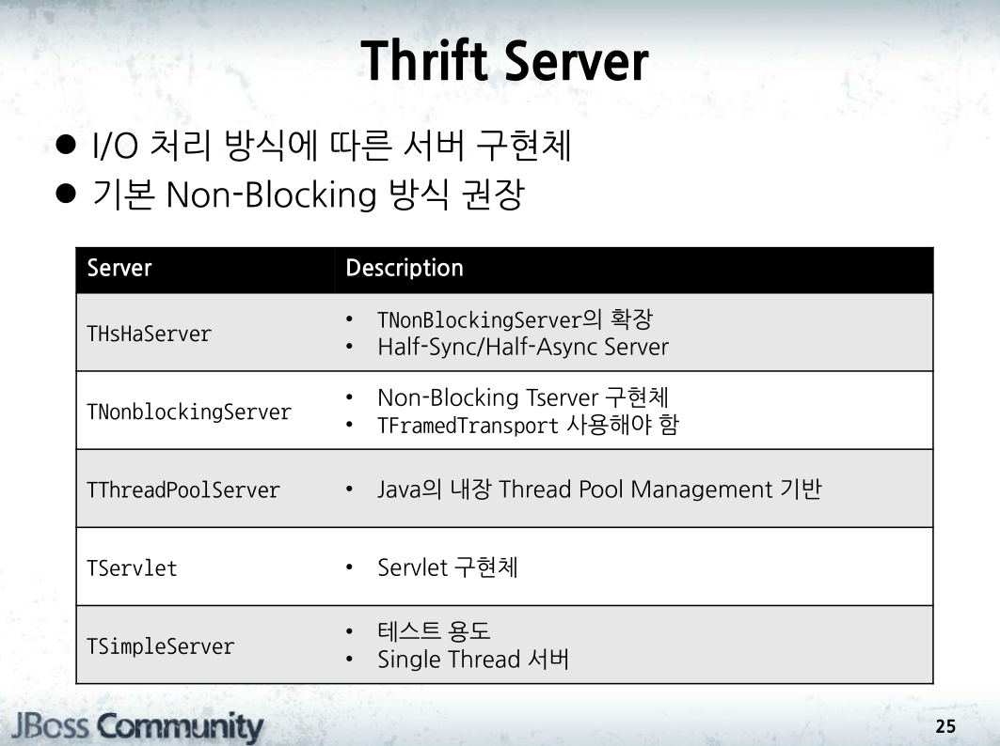 Thrift Server
● I/O 처리 방식에 따른 서버 구현체
● 기본 Non-Blocking 방식 권장
Server Description
THsHaServer
• TNonBlockingServer의 확장
• Half-Sync/Half-Async Server
TNonblockingServer
• Non-Blocking Tserver 구현체
• TFramedTransport 사용해야 함
TThreadPoolServer
• Java의 내장 Thread Pool Management 기반
TServlet
• Servlet 구현체
TSimpleServer
• 테스트 용도
• Single Thread 서버
JBoss Community
25